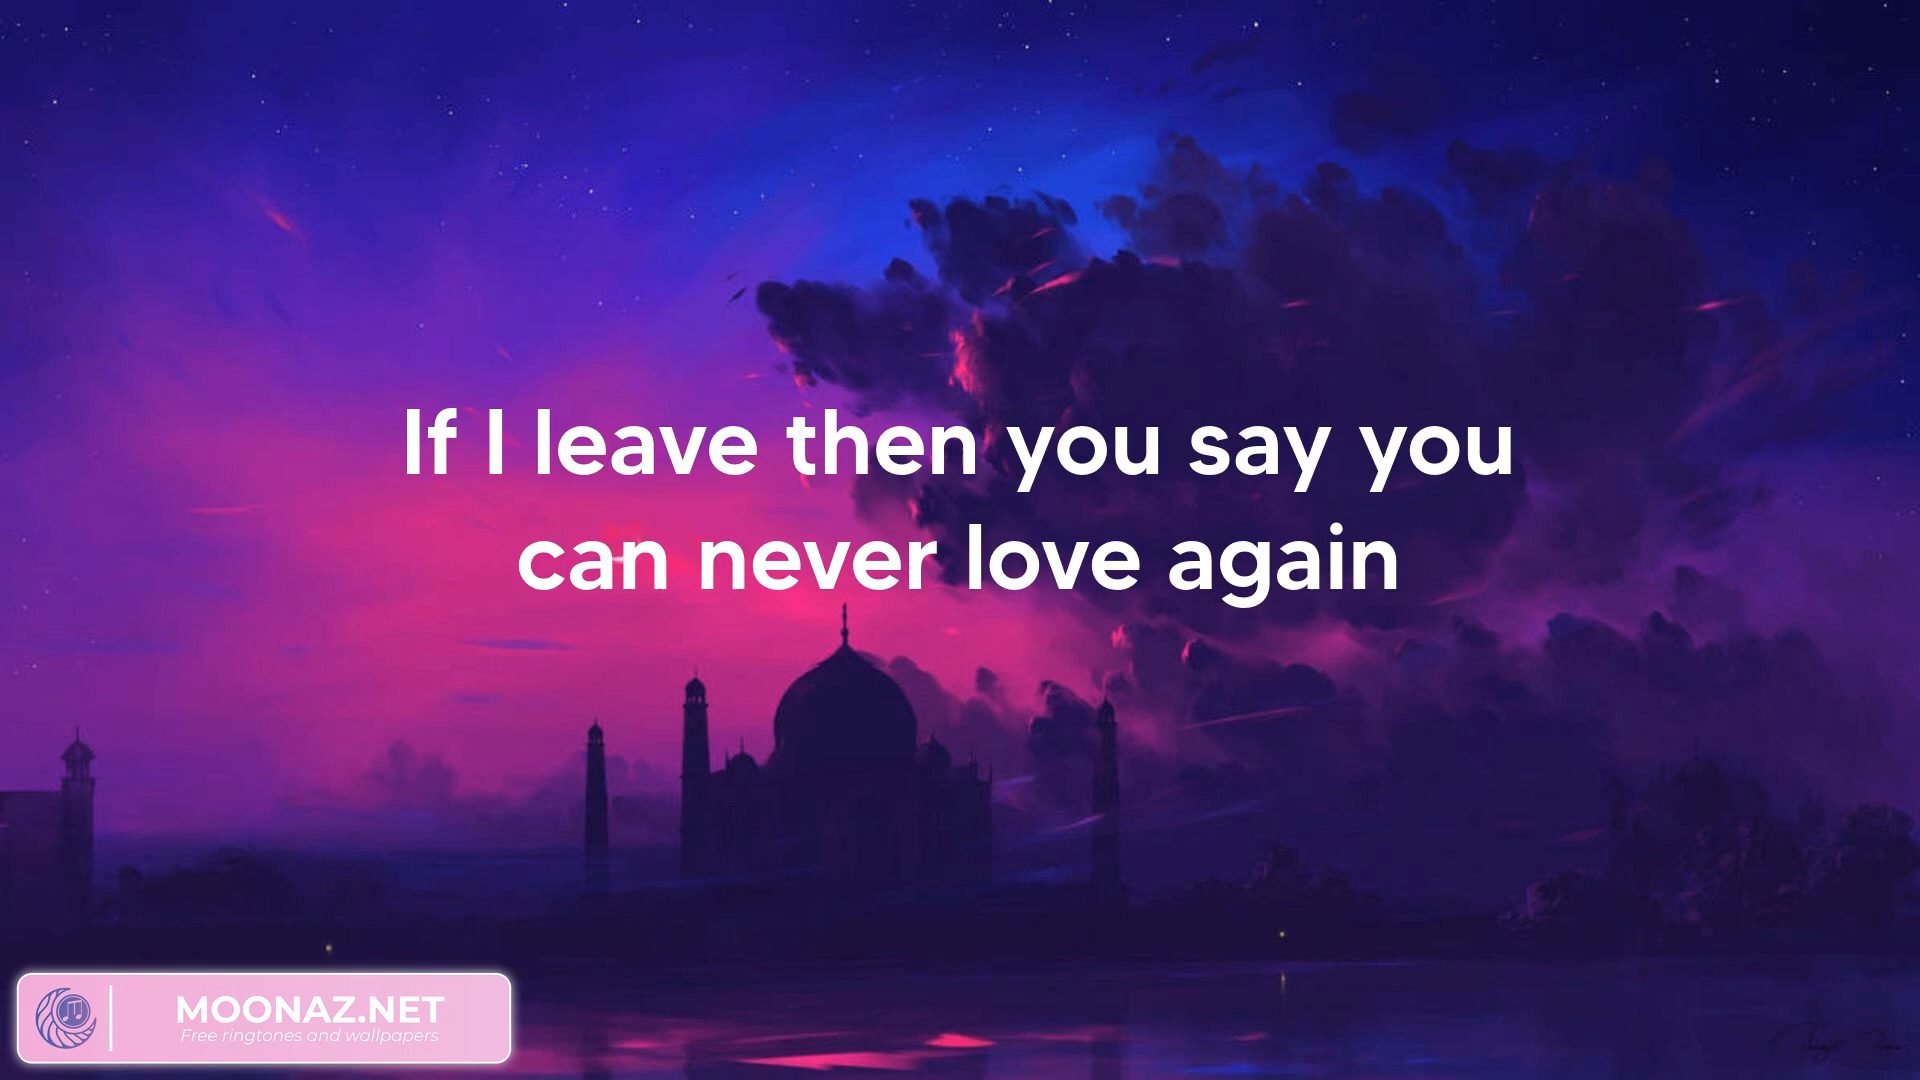 If I leave then you say you
can never love again
MOONAZ.NET
Free ringtones and wallpapers